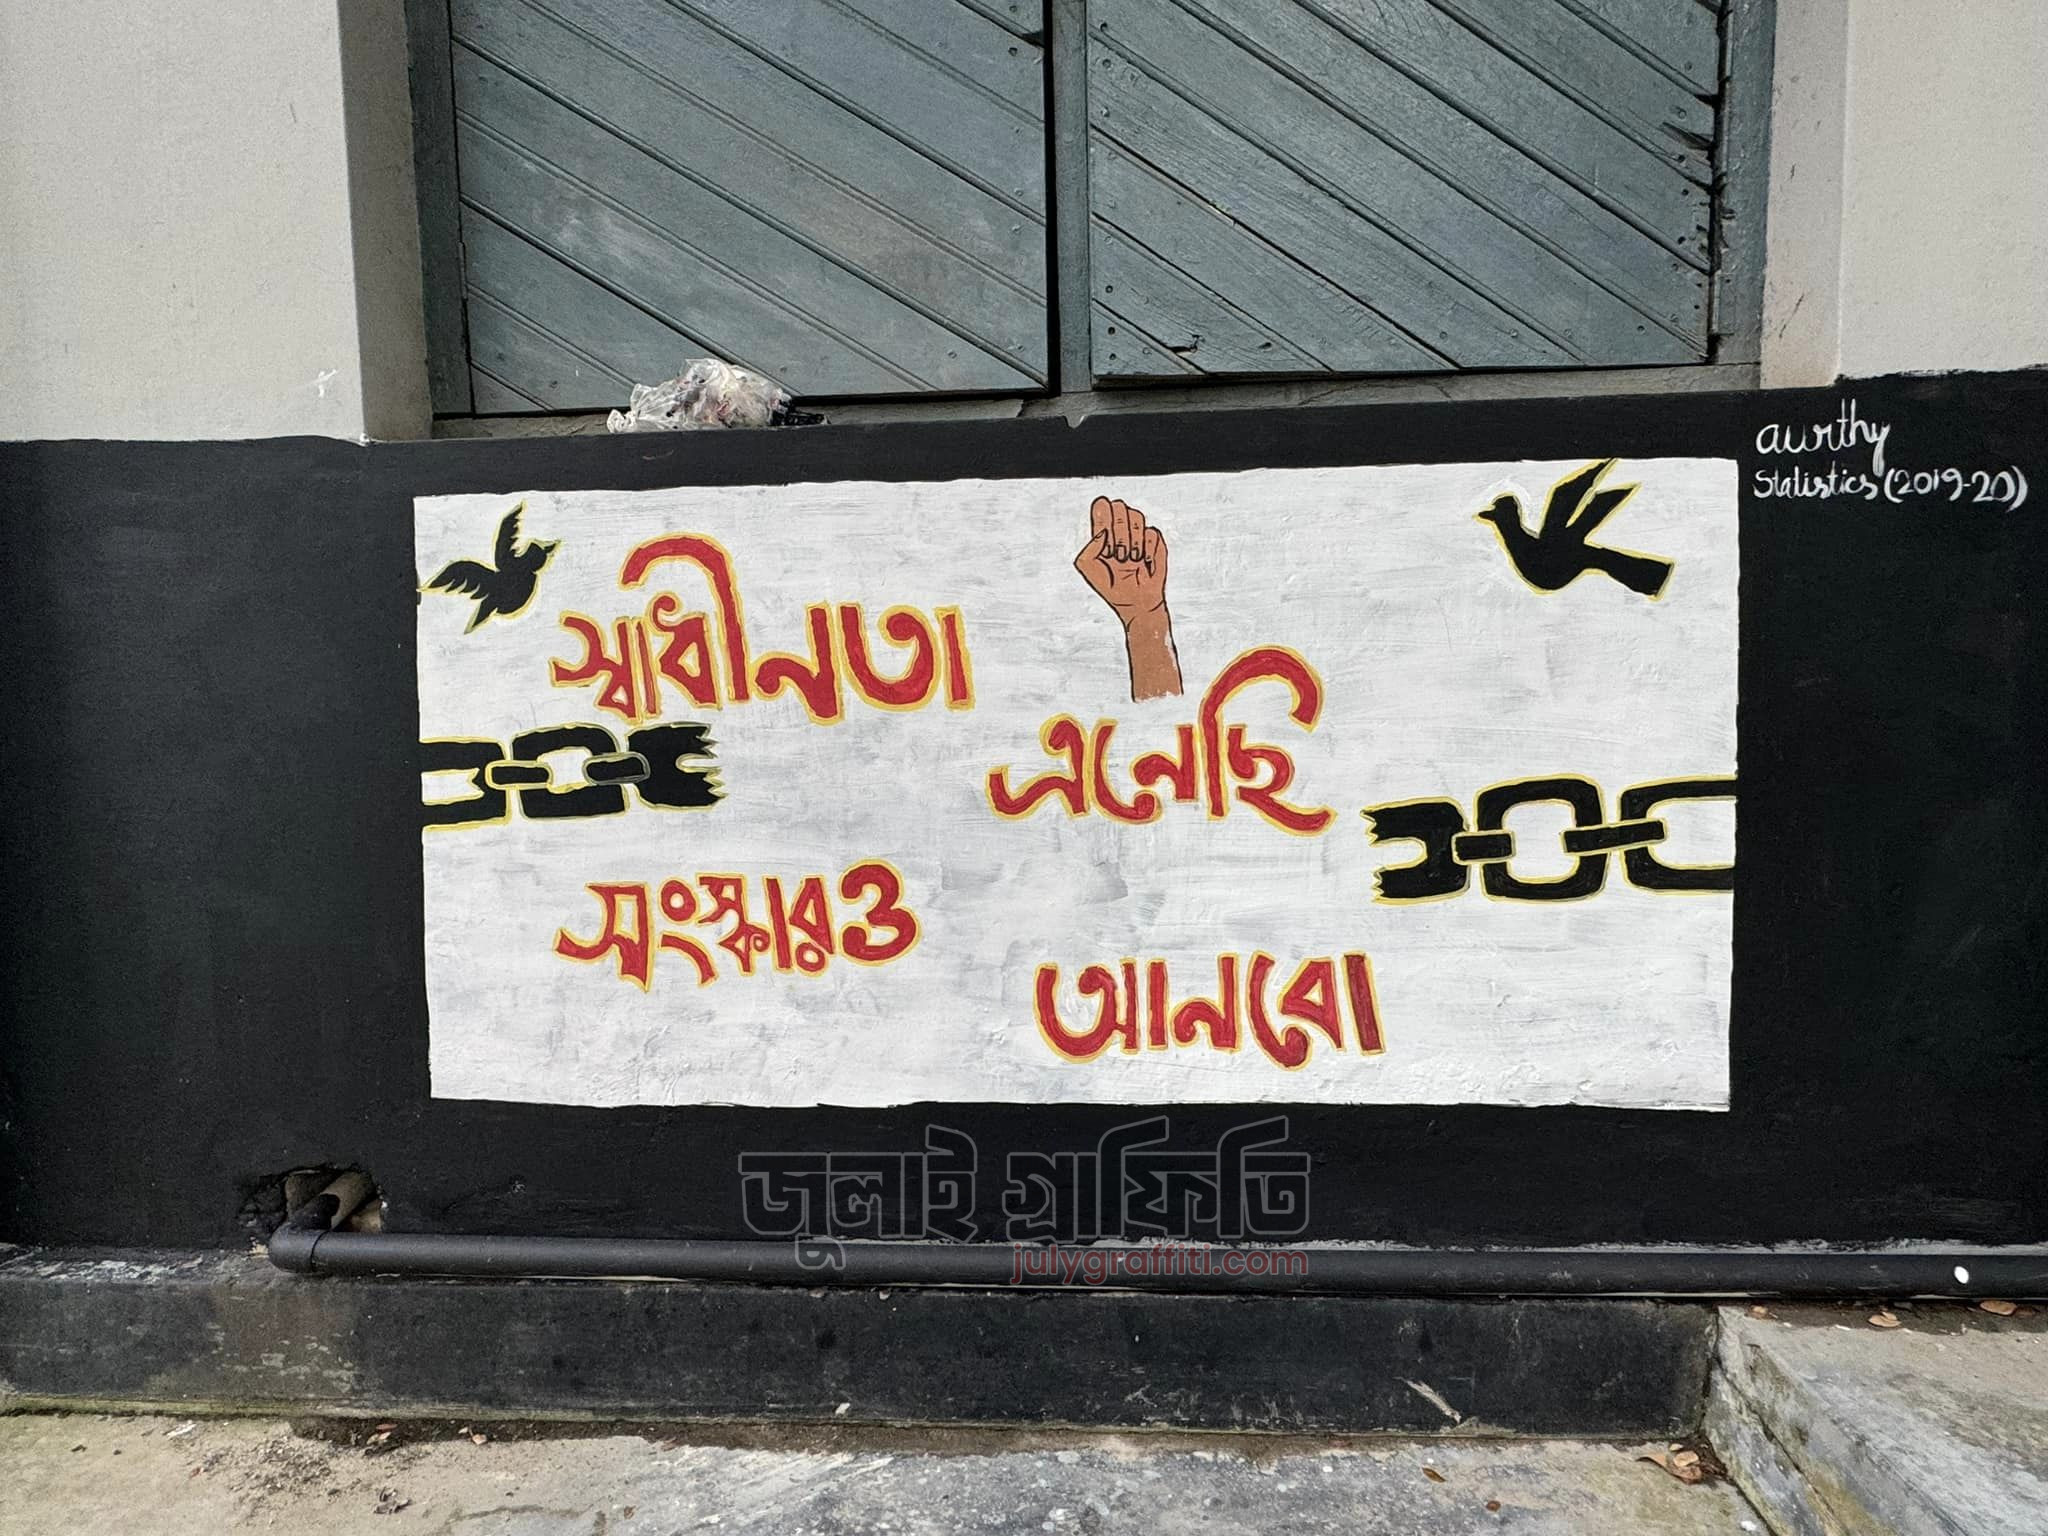 aurthy
Statistics (2019-20)
স্বাধীনতা
এনেছি
সংস্কারও
আনবো
জুলাই গ্রাফিতি
julygraffiti.com